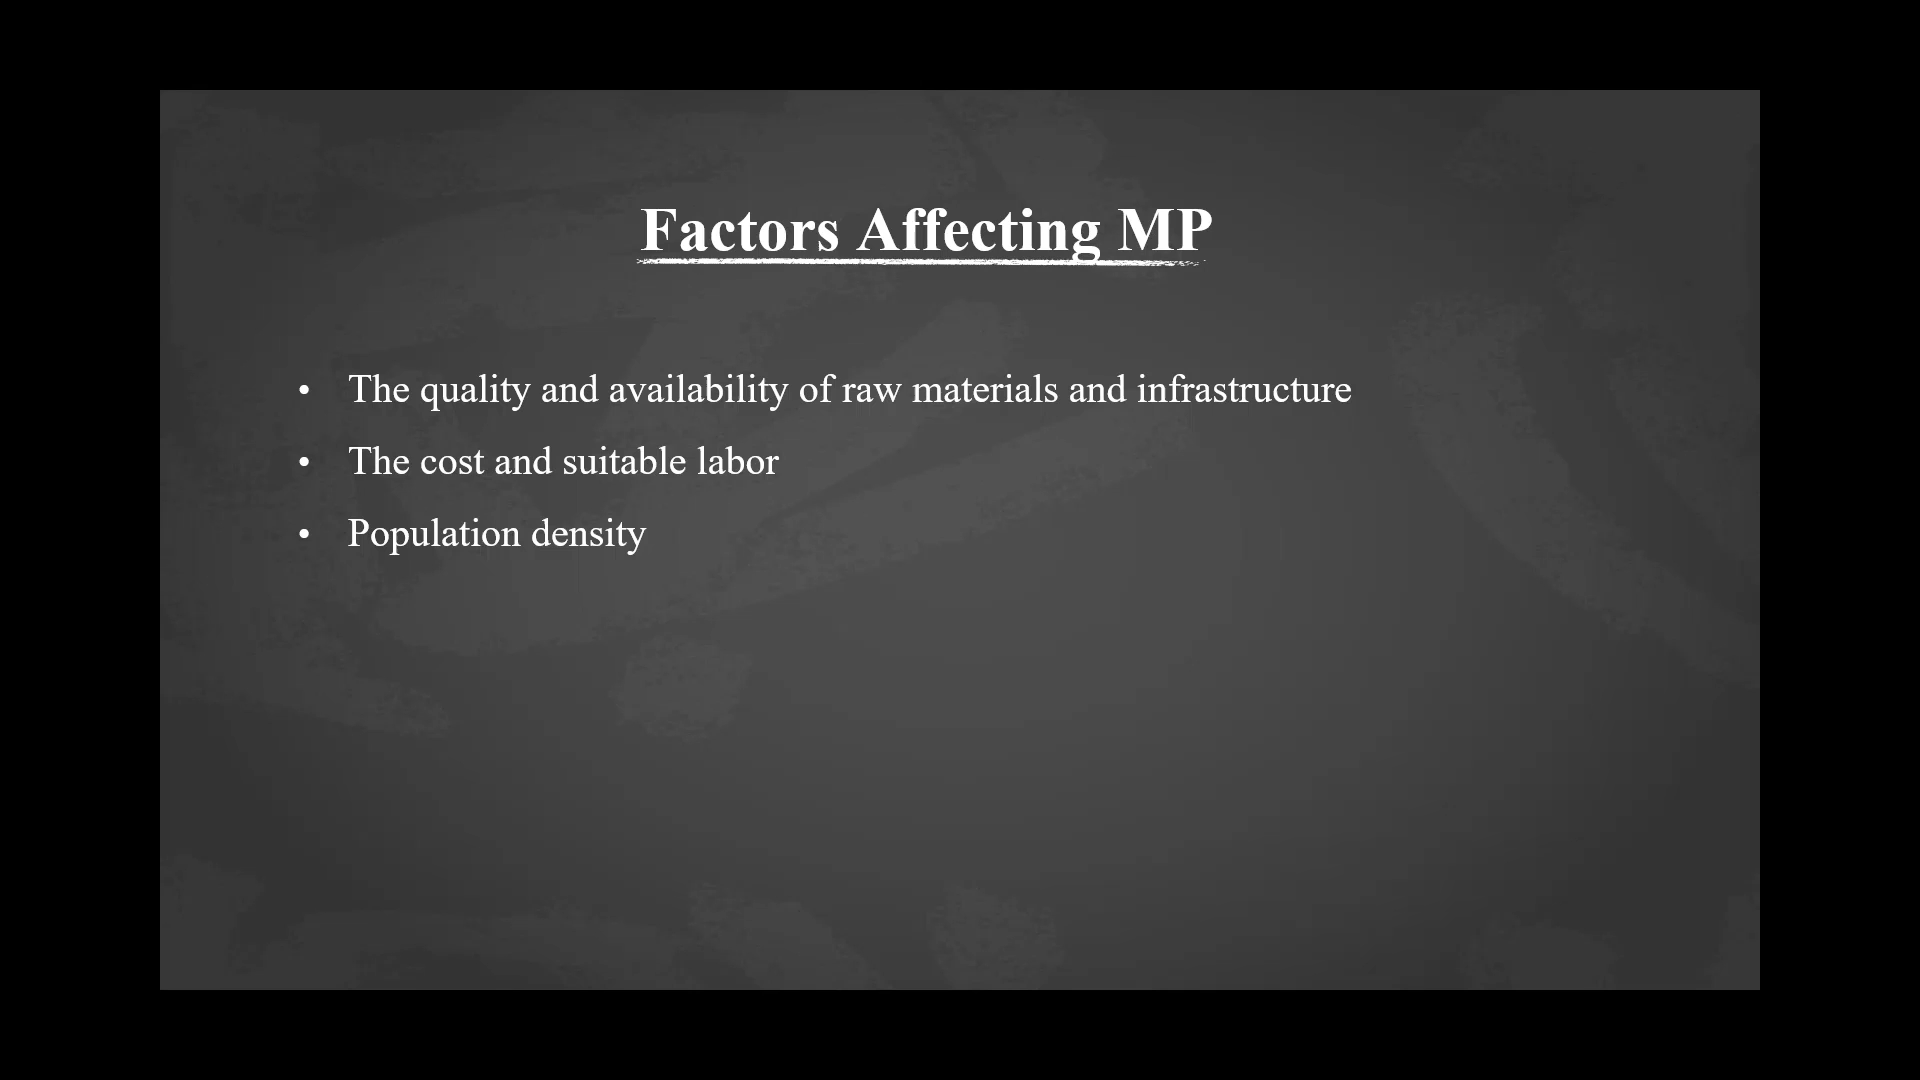 Factors Affecting MP
• The quality and availability of raw materials and infrastructure
• The cost and suitable labor
• Population density